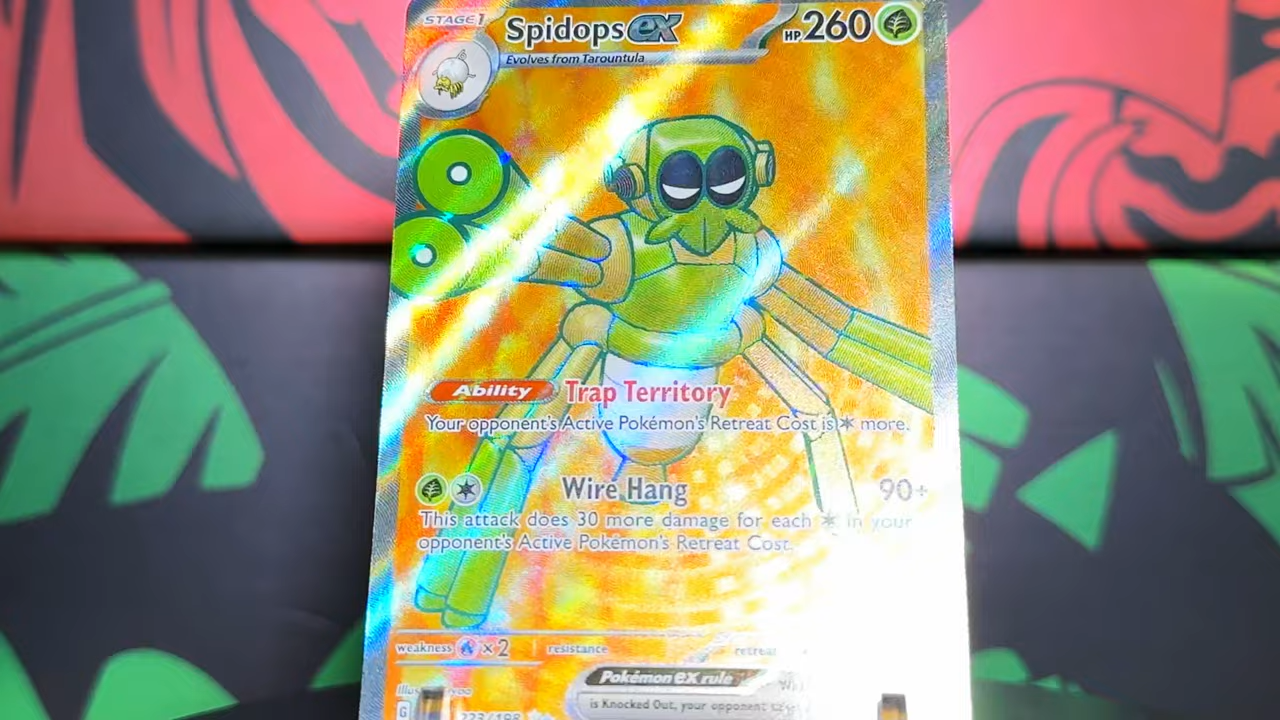 STAGE 1
Spidops ex HP 260
Evolves from Tarountula
Ability Trap Territory
Your opponent's Active Pokémon's Retreat Cost is more.
Wire Hang 90+
This attack does 30 more damage for each in your
opponent's Active Pokémon's Retreat Cost.
weakness ×2 resistance retreat
Pokémon ex rule
is Knocked Out, your opponent
G 223/198